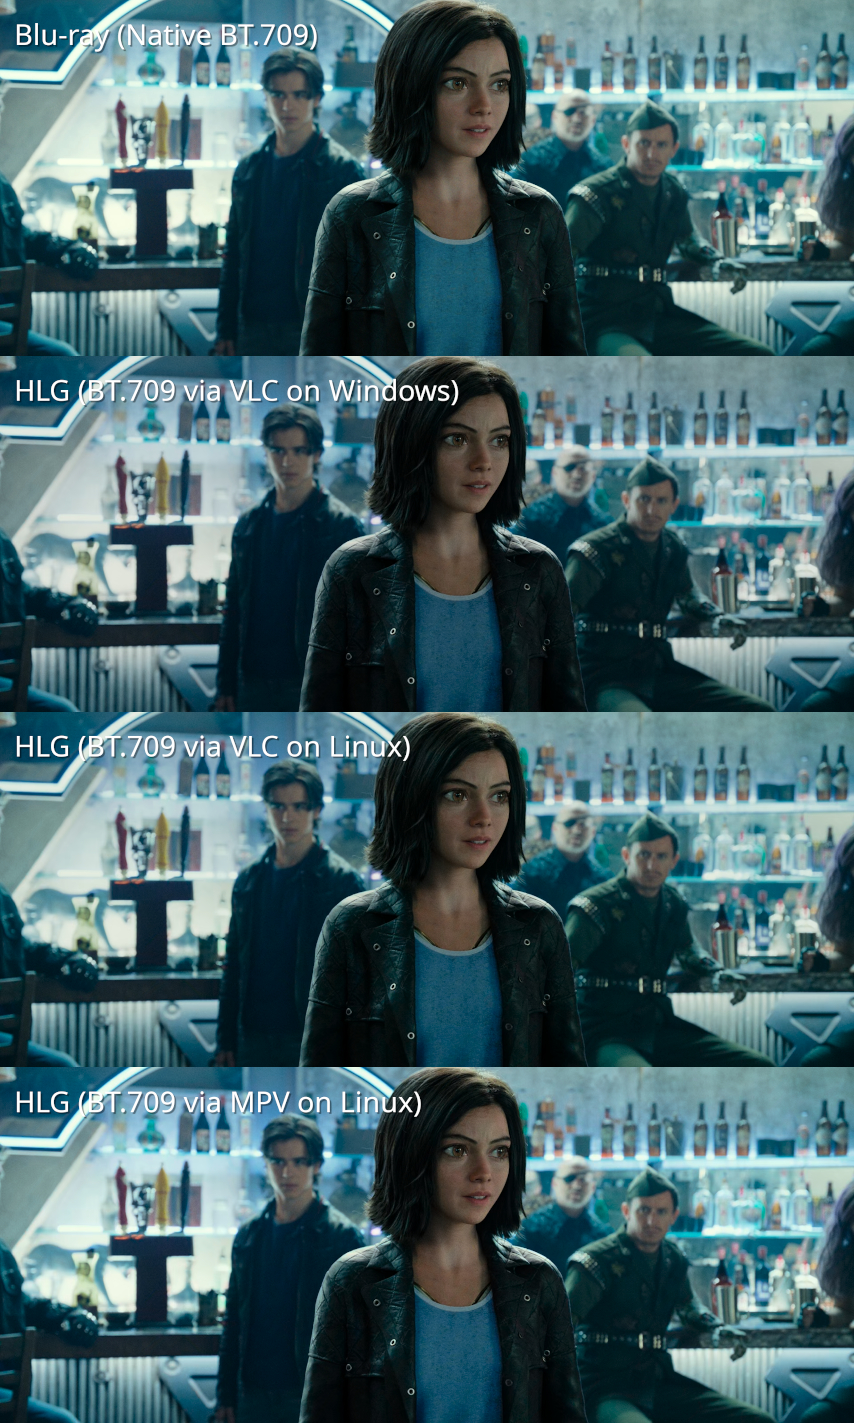 Blu-ray (Native BT.709)
HLG (BT.709 via VLC on Windows)
HLG (BT.709 via VLC on Linux)
HLG (BT.709 via MPV on Linux)